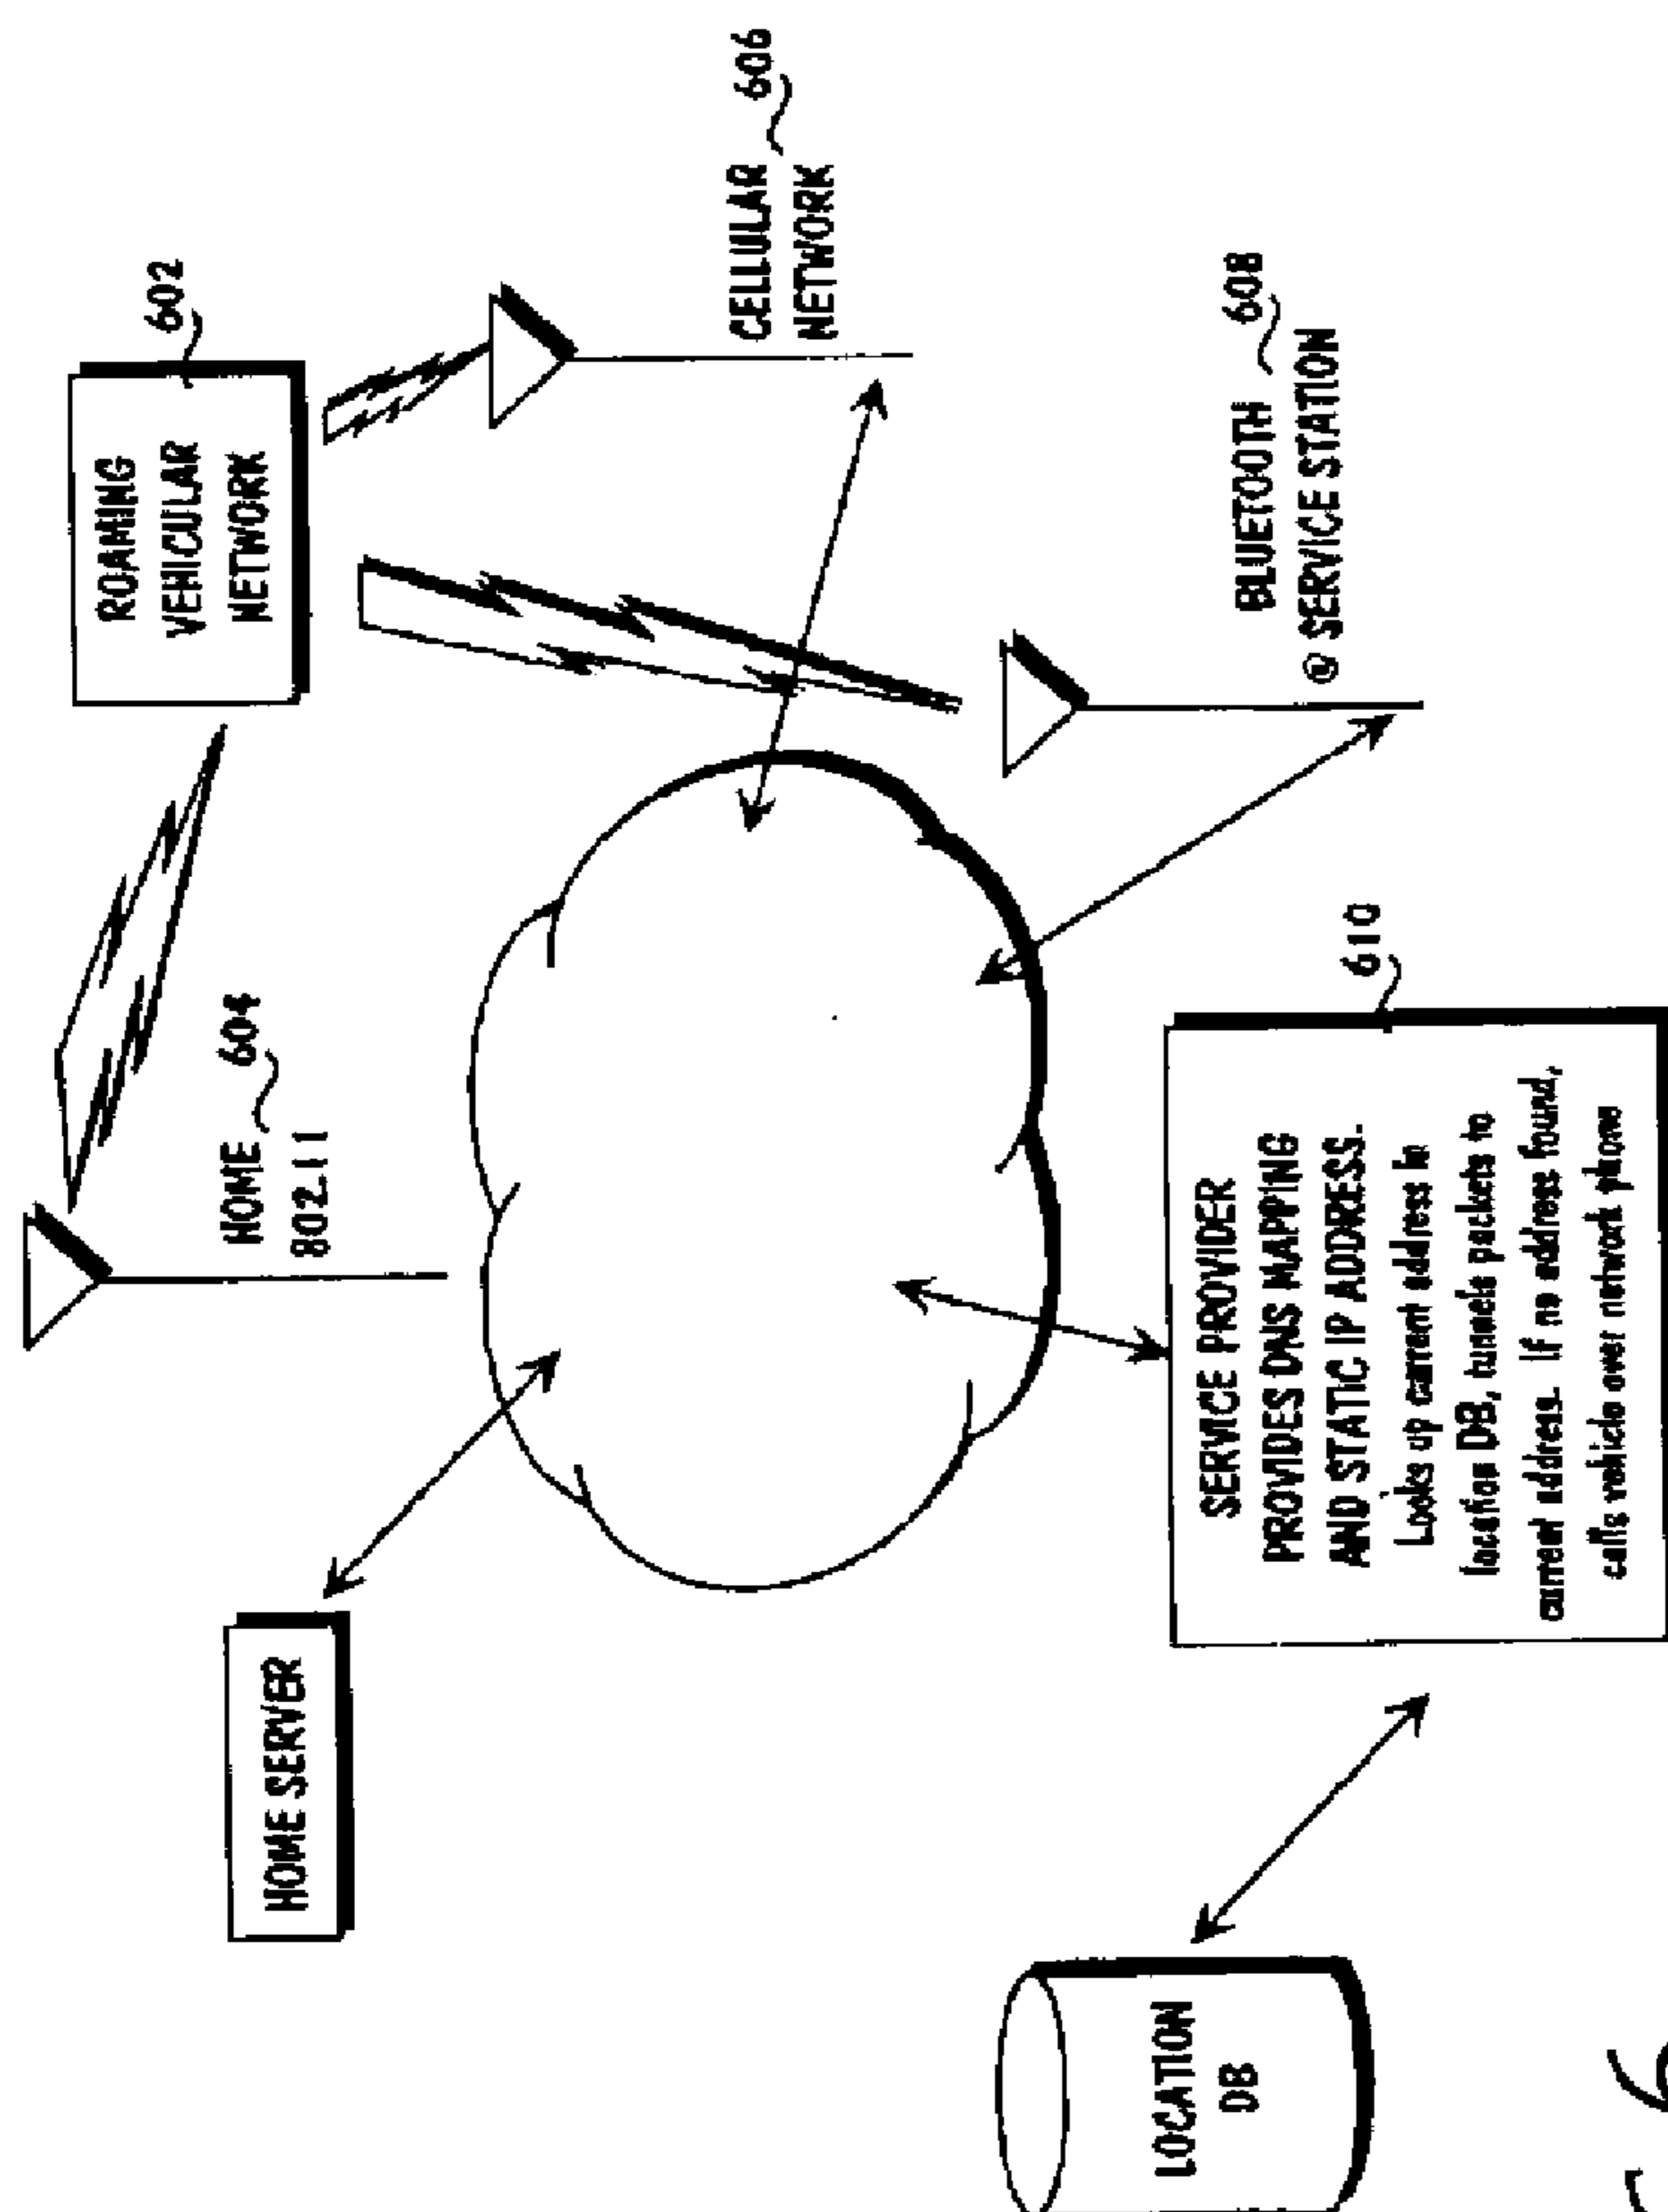 ROAMING
VEHICULAR
NETWORK
602
HOME 604
802.11
CELLULAR 606
NETWORK
BLUETOOTH 608
@ SERVICE STATION
HOME SERVER
LOCATION
DB
610
SERVICE PROVIDER
PROVIDES DNS MAPPING
AND STATIC IP ADDRESS.
Looks up current address in
location DB, tunnels packets to
curred address. If no address found,
calls vehicle over network phone
6